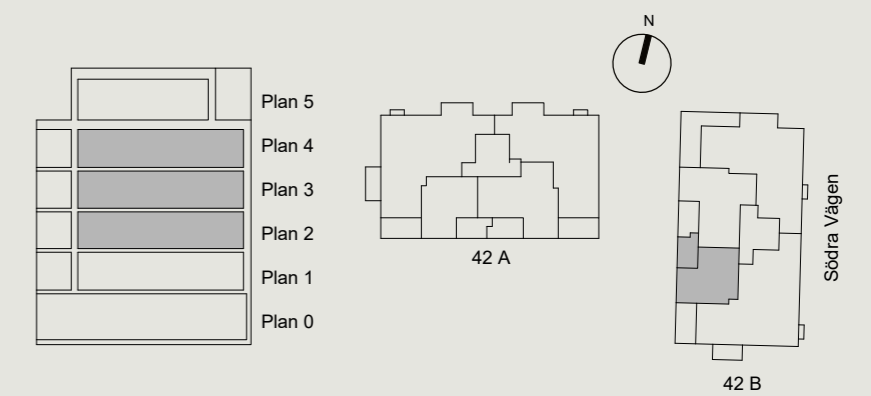 N
Plan 5
Plan 4
Plan 3
Plan 2
Plan 1
Plan 0
42 A
Södra Vägen
42 B